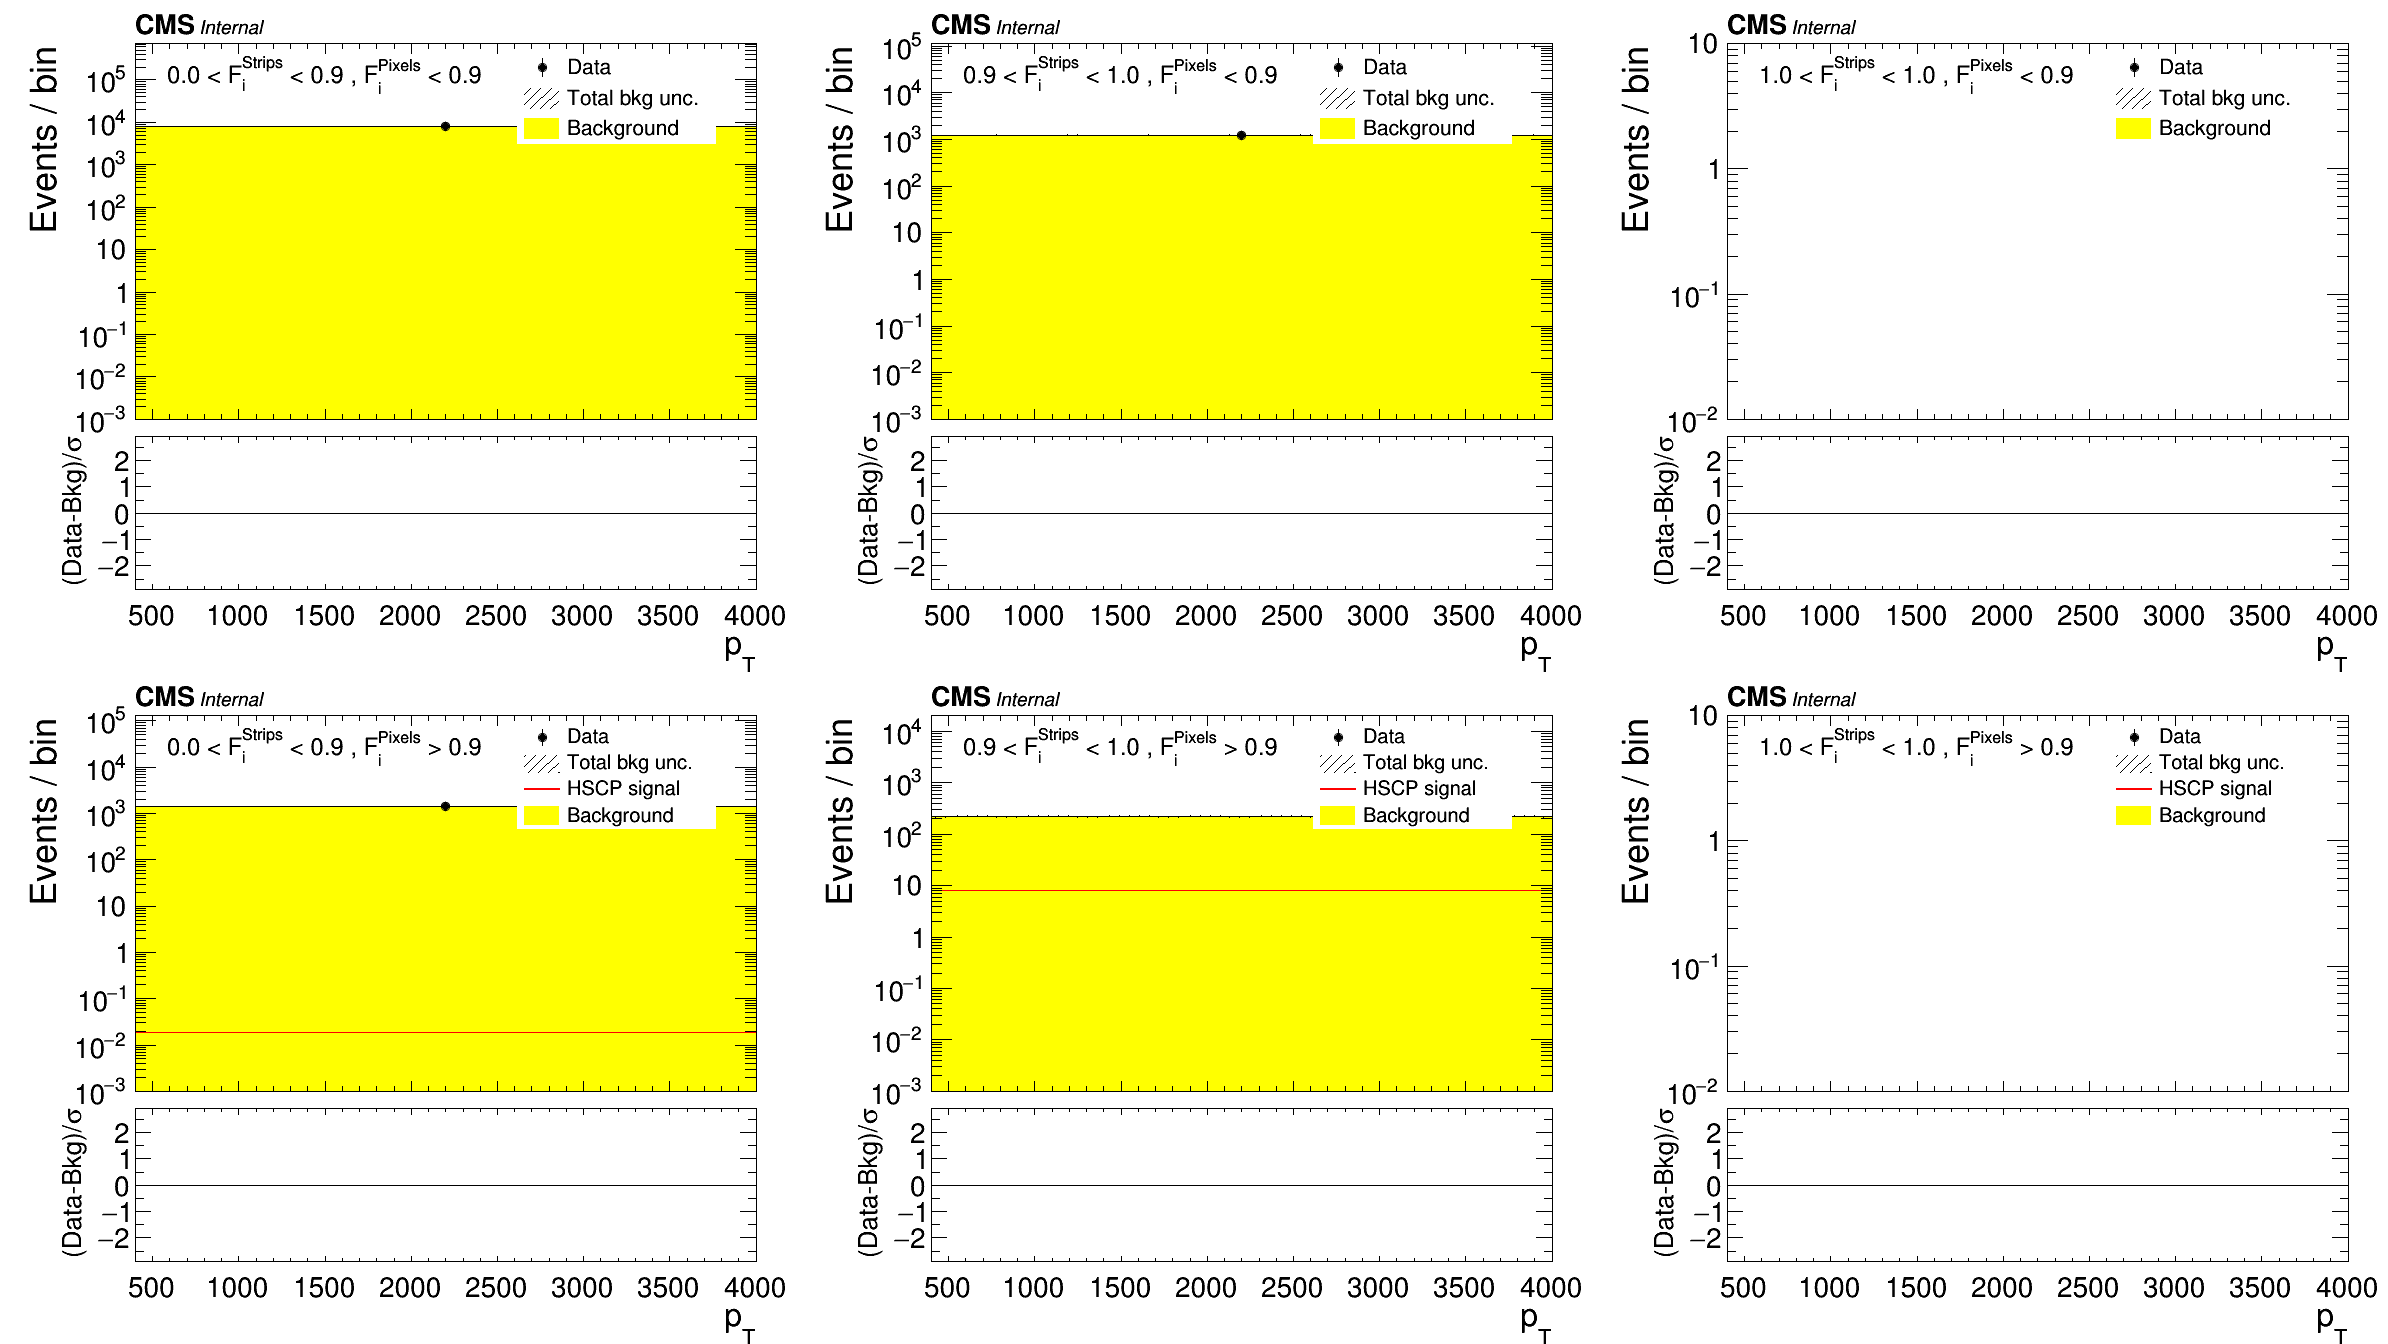 CMS Internal
Events / bin
0.0 < F_i^Strips < 0.9 , F_i^Pixels < 0.9
Data
Total bkg unc.
Background
10^5
10^4
10^3
10^2
10
1
10^−1
10^−2
10^−3
(Data-Bkg)/σ
2
1
0
−1
−2
500 1000 1500 2000 2500 3000 3500 4000
p_T
CMS Internal
Events / bin
0.9 < F_i^Strips < 1.0 , F_i^Pixels < 0.9
Data
Total bkg unc.
Background
10^5
10^4
10^3
10^2
10
1
10^−1
10^−2
10^−3
(Data-Bkg)/σ
2
1
0
−1
−2
500 1000 1500 2000 2500 3000 3500 4000
p_T
CMS Internal
Events / bin
1.0 < F_i^Strips < 1.0 , F_i^Pixels < 0.9
Data
Total bkg unc.
Background
10
1
10^−1
10^−2
(Data-Bkg)/σ
2
1
0
−1
−2
500 1000 1500 2000 2500 3000 3500 4000
p_T
CMS Internal
Events / bin
0.0 < F_i^Strips < 0.9 , F_i^Pixels > 0.9
Data
Total bkg unc.
HSCP signal
Background
10^5
10^4
10^3
10^2
10
1
10^−1
10^−2
10^−3
(Data-Bkg)/σ
2
1
0
−1
−2
500 1000 1500 2000 2500 3000 3500 4000
p_T
CMS Internal
Events / bin
0.9 < F_i^Strips < 1.0 , F_i^Pixels > 0.9
Data
Total bkg unc.
HSCP signal
Background
10^4
10^3
10^2
10
1
10^−1
10^−2
10^−3
(Data-Bkg)/σ
2
1
0
−1
−2
500 1000 1500 2000 2500 3000 3500 4000
p_T
CMS Internal
Events / bin
1.0 < F_i^Strips < 1.0 , F_i^Pixels > 0.9
Data
Total bkg unc.
HSCP signal
Background
10
1
10^−1
10^−2
(Data-Bkg)/σ
2
1
0
−1
−2
500 1000 1500 2000 2500 3000 3500 4000
p_T